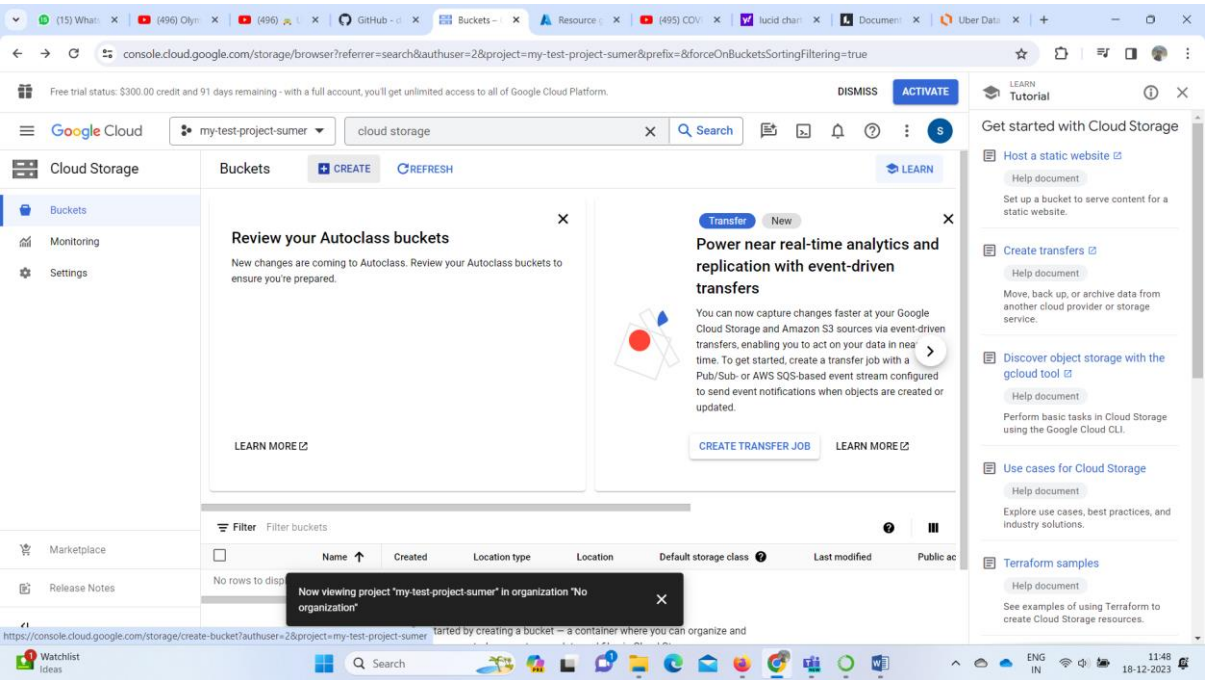 (15) Whats
(496) Olym
(496)
GitHub - d
Buckets –
Resource g
(495) COVI
lucid chart
Document
Uber Data
console.cloud.google.com/storage/browser?referrer=search&authuser=2&project=my-test-project-sumer&prefix=&forceOnBucketsSortingFiltering=true
Free trial status: $300.00 credit and 91 days remaining - with a full account, you'll get unlimited access to all of Google Cloud Platform.
DISMISS
ACTIVATE
Google Cloud
my-test-project-sumer
cloud storage
Search
S
Cloud Storage
Buckets
Monitoring
Settings
Marketplace
Release Notes
Buckets
CREATE
REFRESH
LEARN
Review your Autoclass buckets
New changes are coming to Autoclass. Review your Autoclass buckets to
ensure you're prepared.
LEARN MORE
Transfer
New
Power near real-time analytics and
replication with event-driven
transfers
You can now capture changes faster at your Google
Cloud Storage and Amazon S3 sources via event-driven
transfers, enabling you to act on your data in near
time. To get started, create a transfer job with a
Pub/Sub- or AWS SQS-based event stream configured
to send event notifications when objects are created or
updated.
CREATE TRANSFER JOB
LEARN MORE
Filter Filter buckets
Name Created Location type Location Default storage class Last modified Public ac
No rows to disp
Now viewing project "my-test-project-sumer" in organization "No
organization"
tarted by creating a bucket — a container where you can organize and
https://console.cloud.google.com/storage/create-bucket?authuser=2&project=my-test-project-sumer
LEARN
Tutorial
Get started with Cloud Storage
Host a static website
Help document
Set up a bucket to serve content for a
static website.
Create transfers
Help document
Move, back up, or archive data from
another cloud provider or storage
service.
Discover object storage with the
gcloud tool
Help document
Perform basic tasks in Cloud Storage
using the Google Cloud CLI.
Use cases for Cloud Storage
Help document
Explore use cases, best practices, and
industry solutions.
Terraform samples
Help document
See examples of using Terraform to
create Cloud Storage resources.
1
Watchlist
Ideas
Search
ENG
IN
11:48
18-12-2023